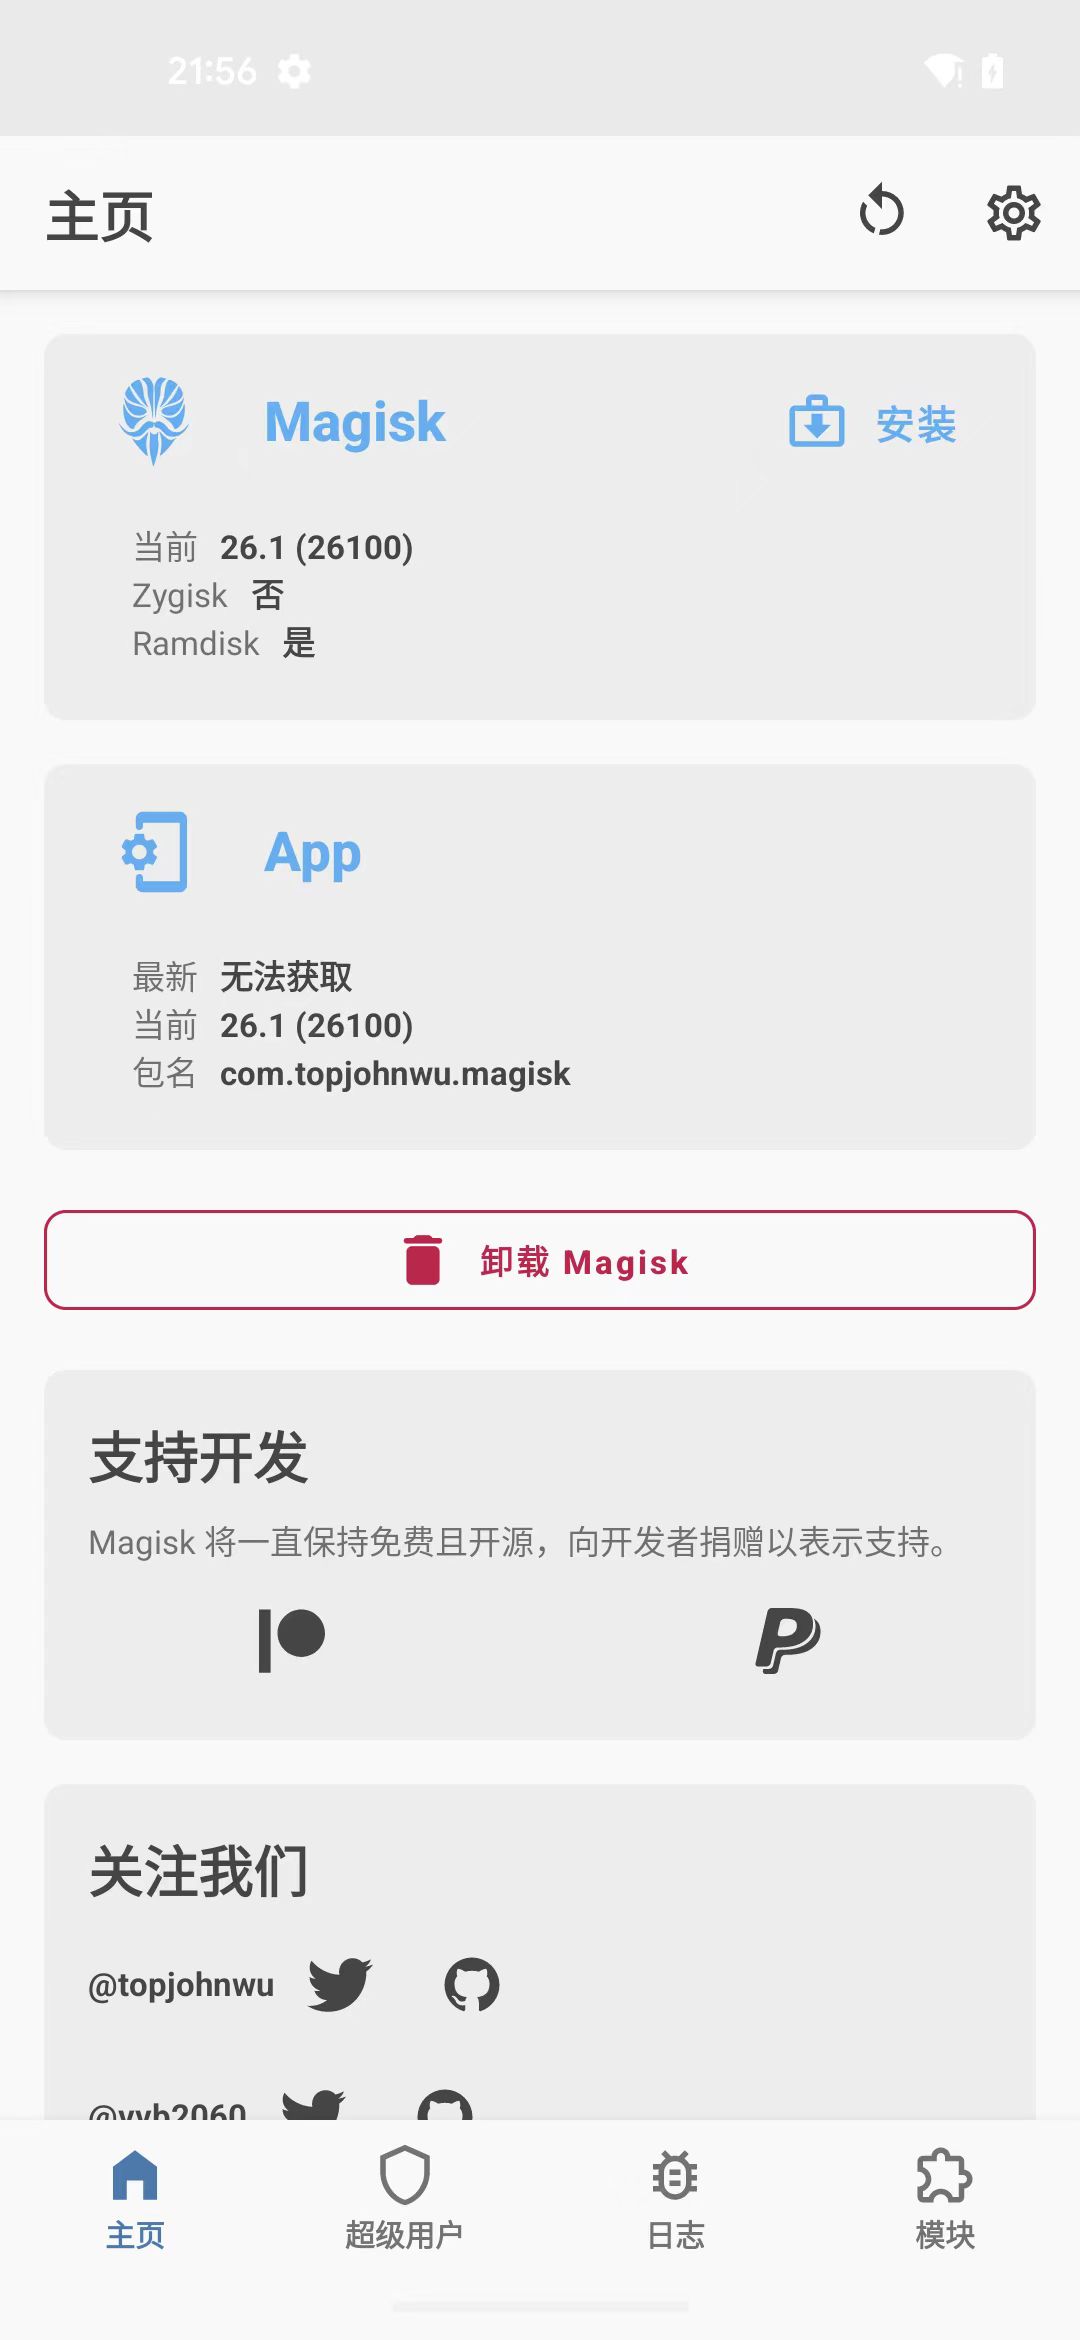 21:56
主页
Magisk
安装
当前 26.1 (26100)
Zygisk 否
Ramdisk 是
App
最新 无法获取
当前 26.1 (26100)
包名 com.topjohnwu.magisk
卸载 Magisk
支持开发
Magisk 将一直保持免费且开源，向开发者捐赠以表示支持。
关注我们
@topjohnwu
@vvb2060
主页 超级用户 日志 模块